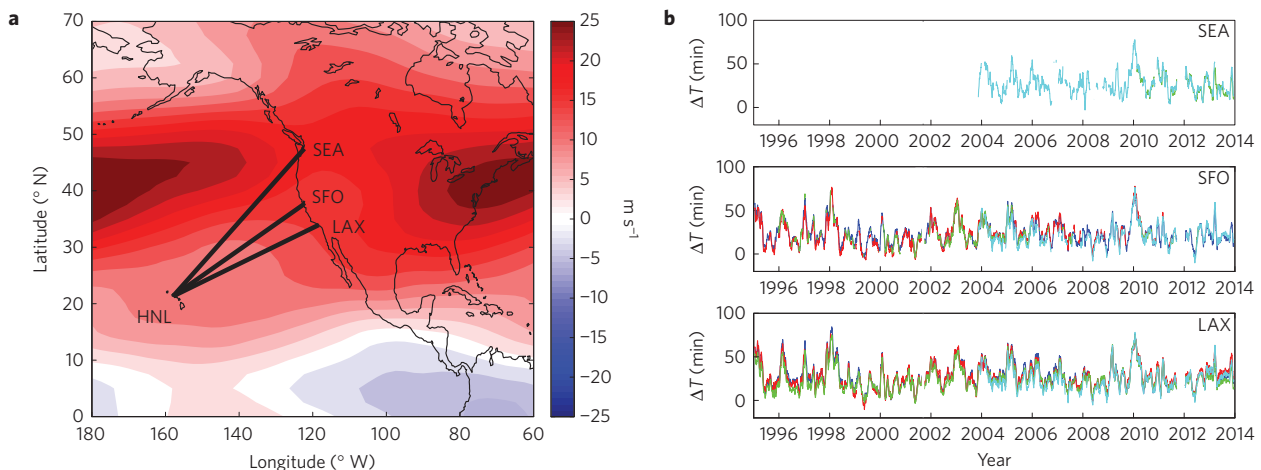 a
70
60
50
40
30
20
10
0
Latitude (° N)
180
160
140
120
100
80
60
Longitude (° W)
SEA
SFO
LAX
HNL
25
20
15
10
5
0
−5
−10
−15
−20
−25
m s⁻¹
b
SEA
100
50
0
ΔT (min)
1996 1998 2000 2002 2004 2006 2008 2010 2012 2014
SFO
100
50
0
ΔT (min)
1996 1998 2000 2002 2004 2006 2008 2010 2012 2014
LAX
100
50
0
ΔT (min)
1996 1998 2000 2002 2004 2006 2008 2010 2012 2014
Year